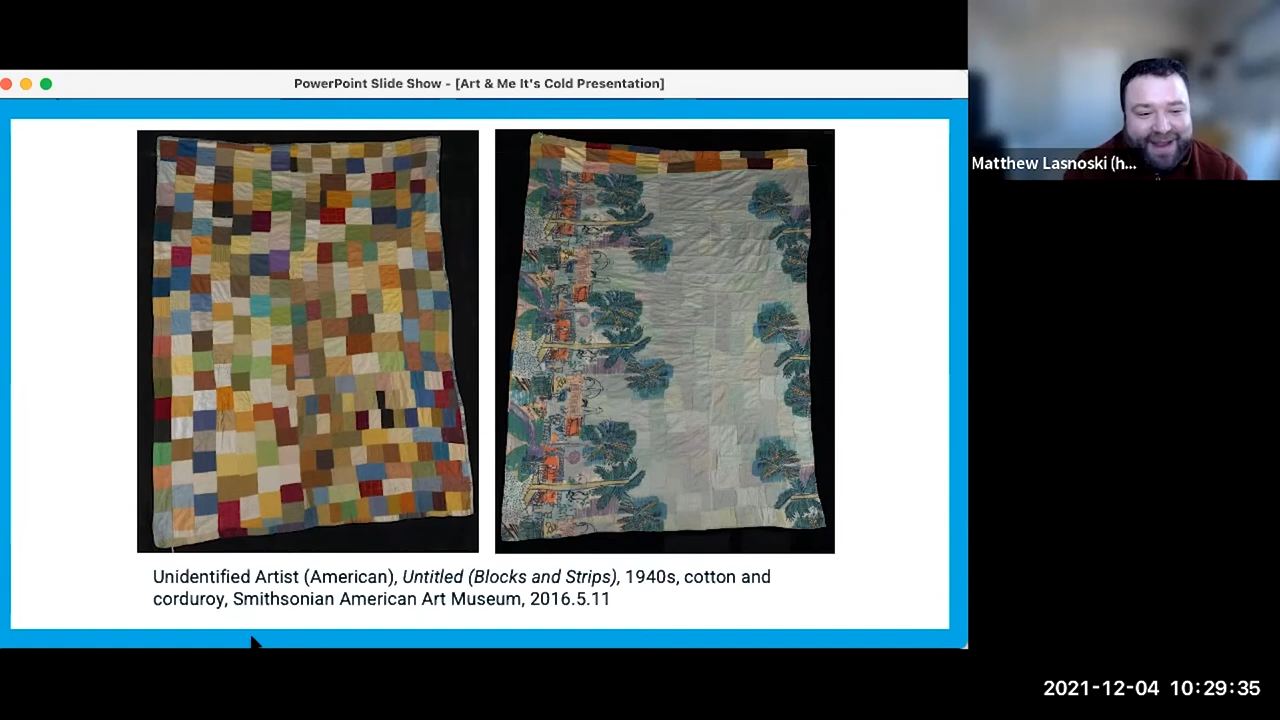 PowerPoint Slide Show - [Art & Me It's Cold Presentation]
Matthew Lasnoski (h...
Unidentified Artist (American), Untitled (Blocks and Strips), 1940s, cotton and
corduroy, Smithsonian American Art Museum, 2016.5.11
2021-12-04 10:29:35